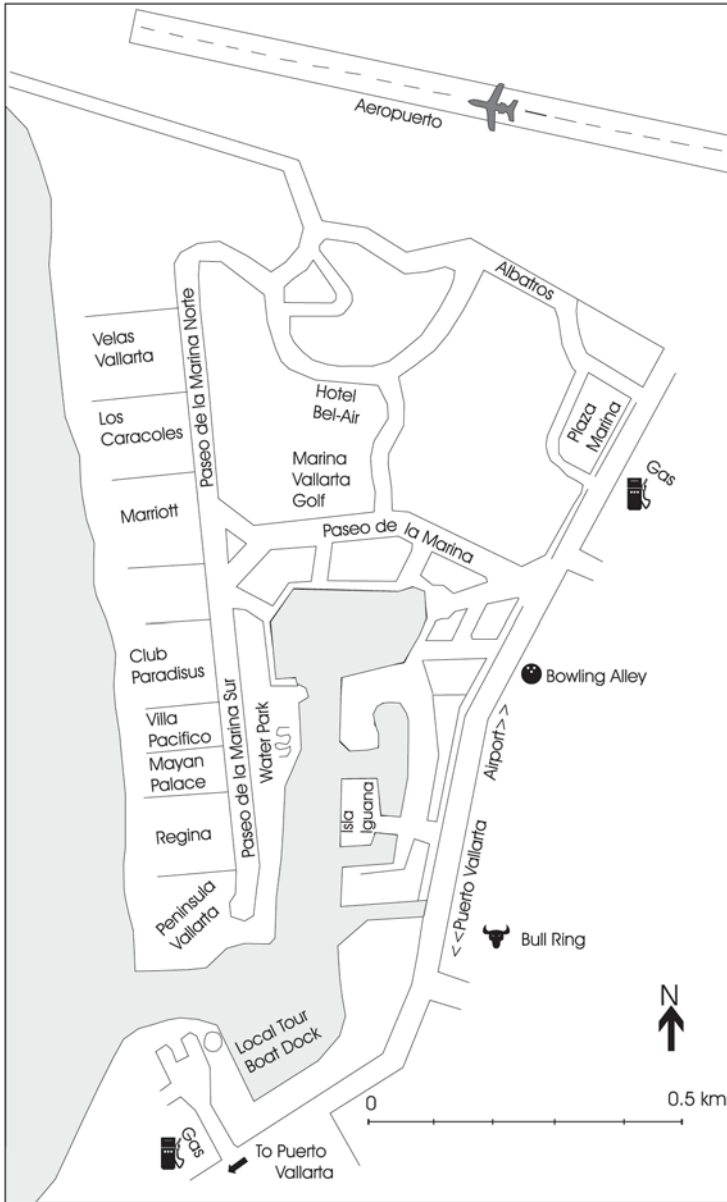 Aeropuerto
Albatros
Paseo de la Marina Norte
Velas
Vallarta
Hotel
Bel-Air
Los
Caracoles
Plaza
Marina
Marina
Vallarta
Golf
Gas
Marriott
Paseo de la Marina
Club
Paradisus
Bowling Alley
Villa
Pacifico
Paseo de la Marina Sur
Water Park
Airport>>
Mayan
Palace
Isla
Iguana
Regina
<<Puerto Vallarta
Peninsula
Vallarta
Bull Ring
N
Local Tour
Boat Dock
0
0.5 km
Gas
To Puerto
Vallarta